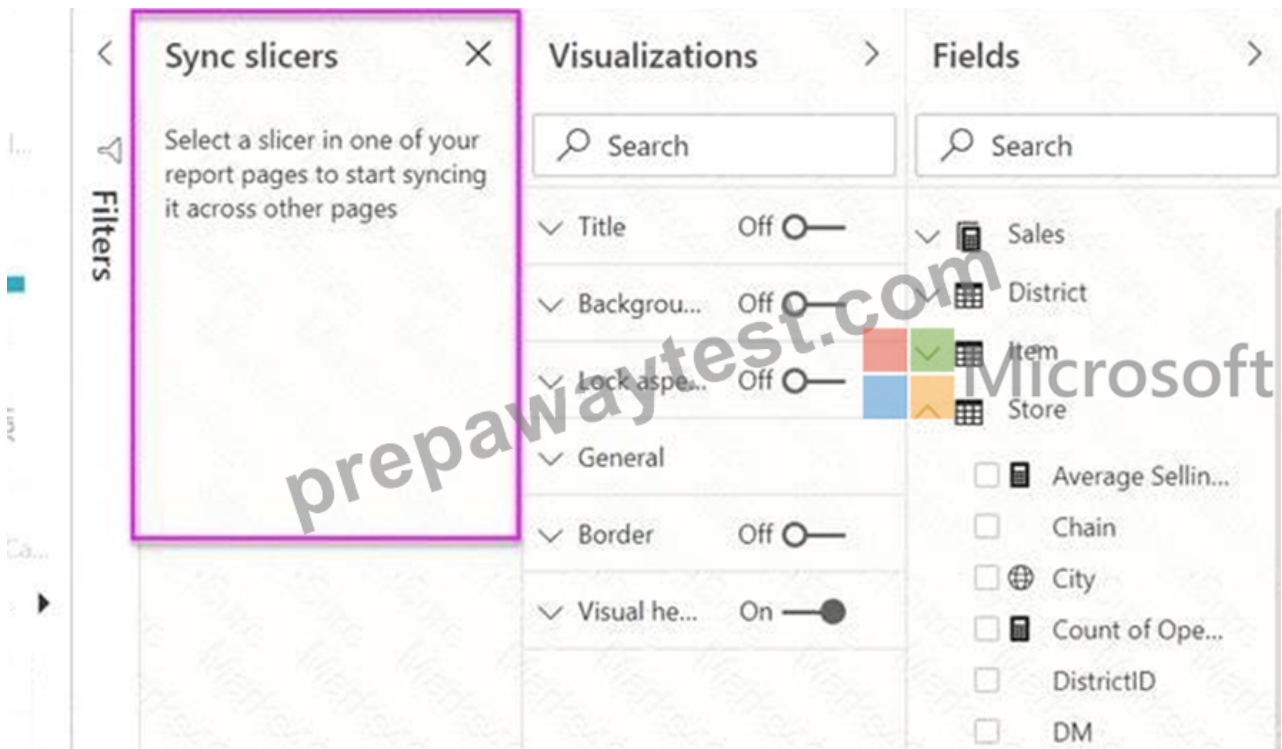 Sync slicers
Select a slicer in one of your
report pages to start syncing
it across other pages
Filters
Visualizations
Search
Title Off
Backgrou... Off
Lock aspe... Off
General
Border Off
Visual he... On
Fields
Search
Sales
District
Item
Store
Average Sellin...
Chain
City
Count of Ope...
DistrictID
DM
prepawaytest.com
Microsoft